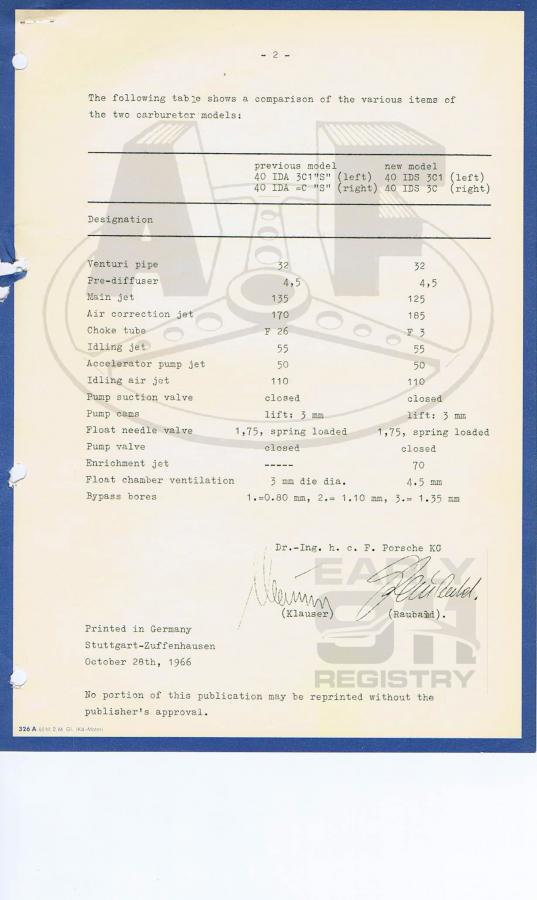 - 2 -
The following table shows a comparison of the various items of
the two carburetor models:
previous model new model
40 IDA 3C1"S" (left) 40 IDS 3C1 (left)
40 IDA =C "S" (right) 40 IDS 3C (right)
Designation
Venturi pipe 32 32
Pre-diffuser 4,5 4,5
Main jet 135 125
Air correction jet 170 185
Choke tube F 26 F 3
Idling jet 55 55
Accelerator pump jet 50 50
Idling air jet 110 110
Pump suction valve closed closed
Pump cams lift: 3 mm lift: 3 mm
Float needle valve 1,75, spring loaded 1,75, spring loaded
Pump valve closed closed
Enrichment jet ----- 70
Float chamber ventilation 3 mm die dia. 4.5 mm
Bypass bores 1.=0.80 mm, 2.= 1.10 mm, 3.= 1.35 mm
Dr.-Ing. h. c. F. Porsche KG
EARLY
(Klauser) (Raubald).
REGISTRY
Printed in Germany
Stuttgart-Zuffenhausen
October 28th, 1966
No portion of this publication may be reprinted without the
publisher's approval.
326 A